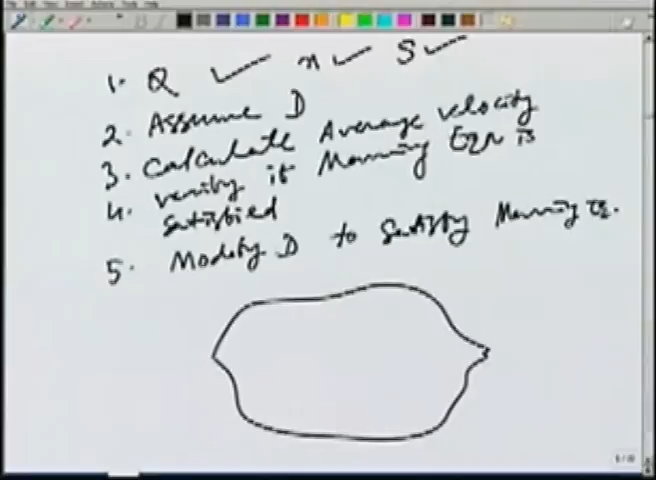 1. Q ✓ n ✓ S ✓
2. Assume D
3. Calculate Average velocity
4. verify if Manning Eqn is
satisfied
5. Modify D to satisfy Manning Eq.